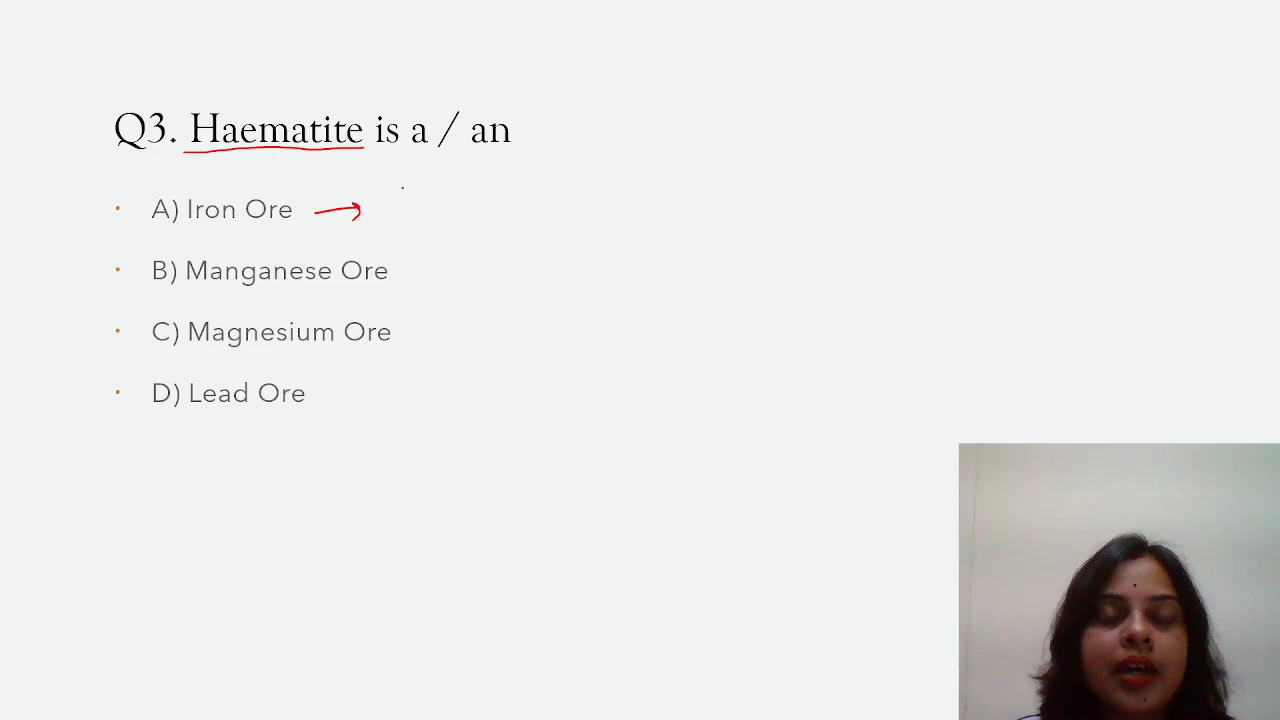 Q3. Haematite is a / an
A) Iron Ore
B) Manganese Ore
C) Magnesium Ore
D) Lead Ore